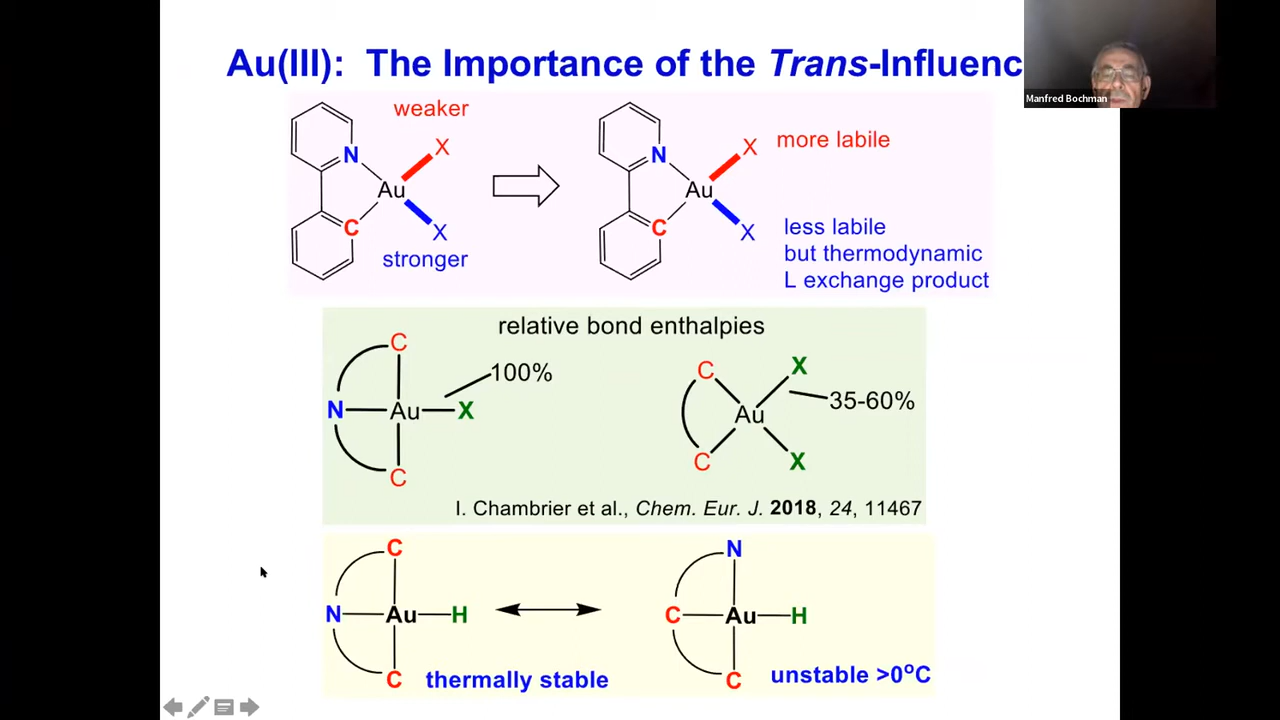 Au(III): The Importance of the Trans-Influenc
Manfred Bochman
weaker
N
X
Au
C
X
stronger
N
X
more labile
Au
C
X
less labile
but thermodynamic
L exchange product
relative bond enthalpies
C
100%
N
Au
X
C
C
X
Au
35-60%
C
X
I. Chambrier et al., Chem. Eur. J. 2018, 24, 11467
C
N
Au
H
C
thermally stable
N
C
Au
H
C
unstable >0°C